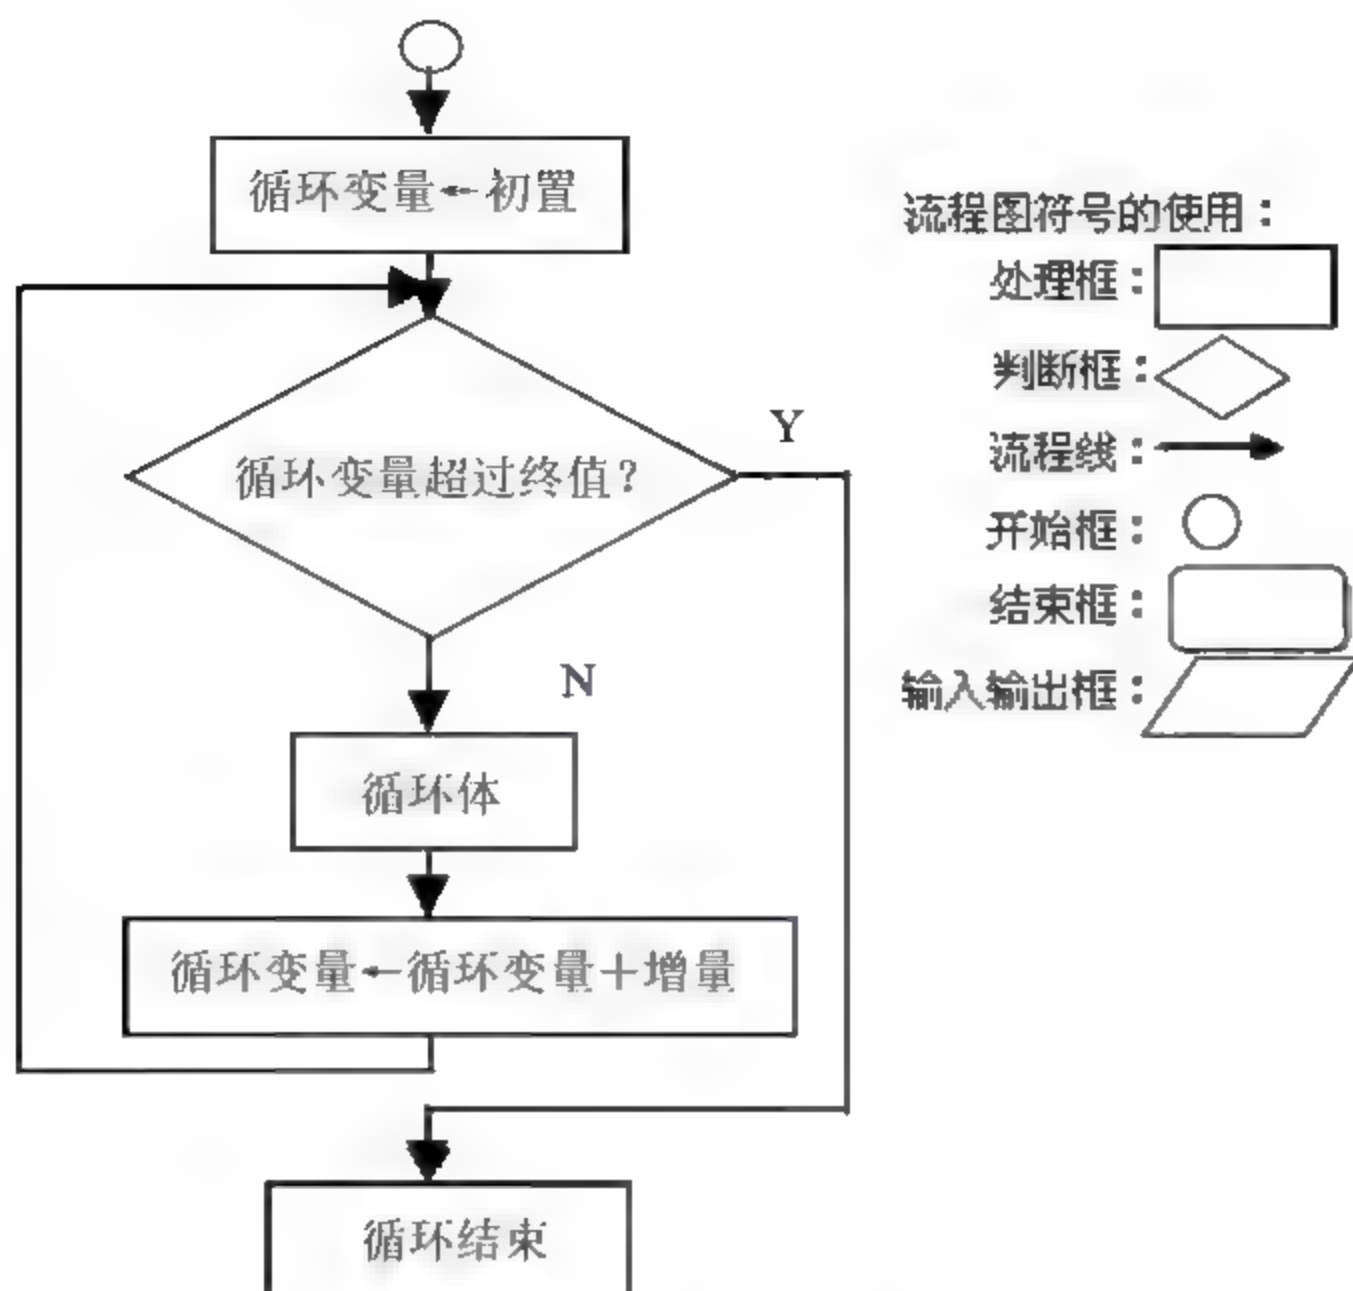 循环变量←初置
循环变量超过终值？
Y
N
循环体
循环变量←循环变量＋增量
循环结束
流程图符号的使用：
处理框：
判断框：
流程线：
开始框：
结束框：
输入输出框：